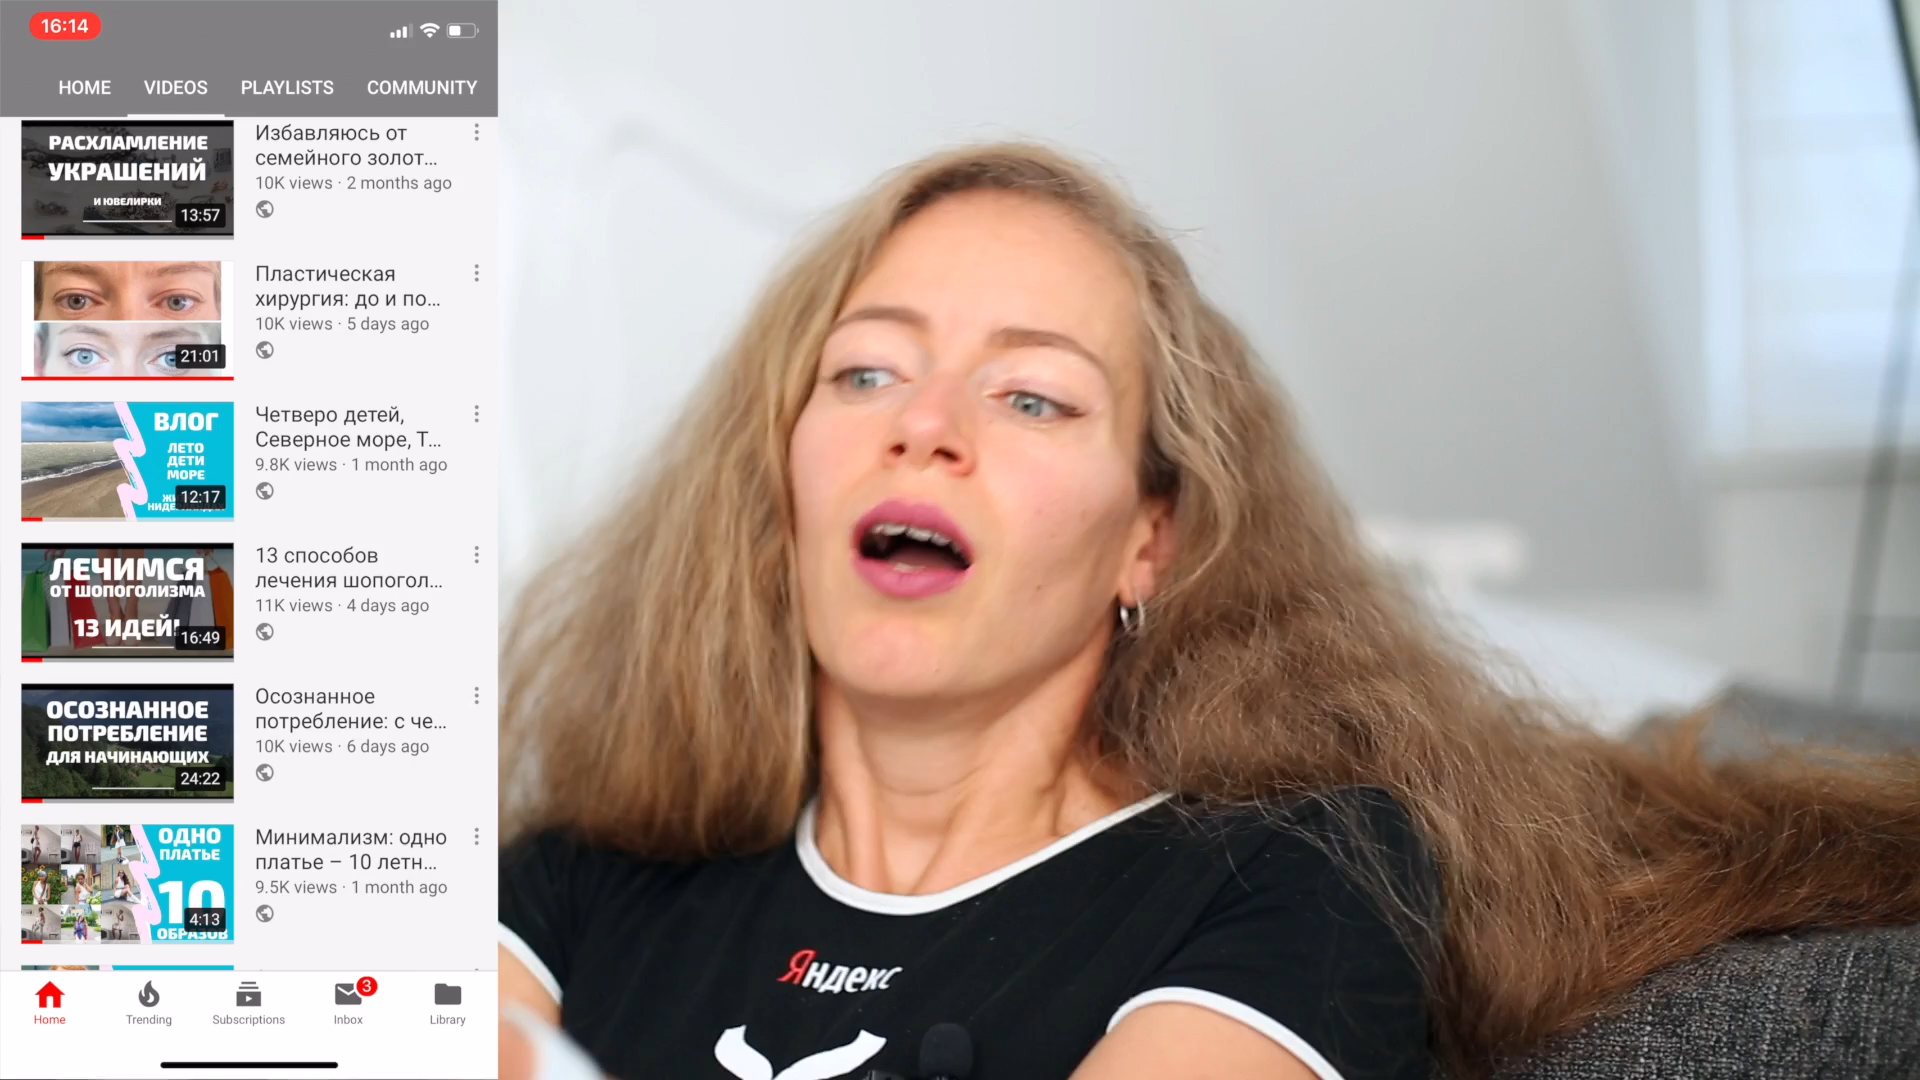 16:14
HOME VIDEOS PLAYLISTS COMMUNITY
РАСХЛАМЛЕНИЕ
УКРАШЕНИЙ
И ЮВЕЛИРКИ
13:57
Избавляюсь от
семейного золот...
10K views · 2 months ago
21:01
Пластическая
хирургия: до и по...
10K views · 5 days ago
ВЛОГ
ЛЕТО
ДЕТИ
МОРЕ
12:17
Четверо детей,
Северное море, Т...
9.8K views · 1 month ago
ЛЕЧИМСЯ
ОТ ШОПОГОЛИЗМА
13 ИДЕЙ!
16:49
13 способов
лечения шопогол...
11K views · 4 days ago
ОСОЗНАННОЕ
ПОТРЕБЛЕНИЕ
ДЛЯ НАЧИНАЮЩИХ
24:22
Осознанное
потребление: с че...
10K views · 6 days ago
ОДНО
ПЛАТЬЕ
10
4:13
ОБРАЗОВ
Минимализм: одно
платье – 10 летн...
9.5K views · 1 month ago
3
Home Trending Subscriptions Inbox Library
Яндекс